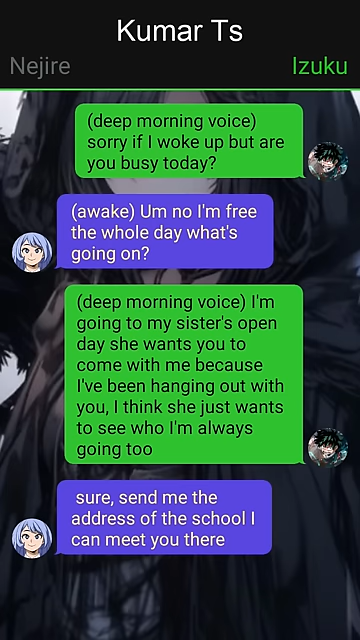 Kumar Ts
Nejire
Izuku
(deep morning voice)
sorry if I woke up but are
you busy today?
(awake) Um no I'm free
the whole day what's
going on?
(deep morning voice) I'm
going to my sister's open
day she wants you to
come with me because
I've been hanging out with
you, I think she just wants
to see who I'm always
going too
sure, send me the
address of the school I
can meet you there